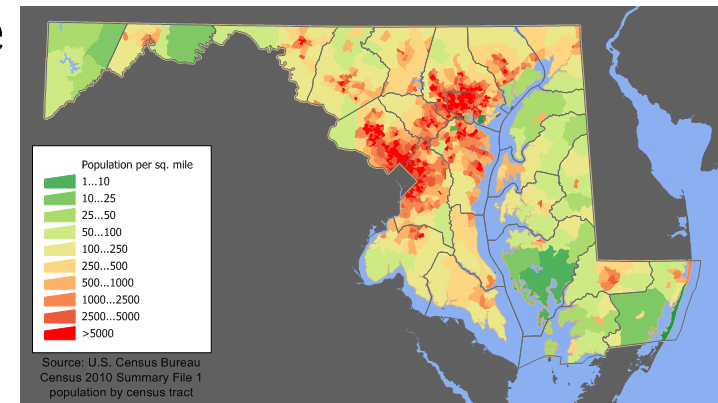 e
Population per sq. mile
1...10
10...25
25...50
50...100
100...250
250...500
500...1000
1000...2500
2500...5000
>5000
Source: U.S. Census Bureau
Census 2010 Summary File 1
population by census tract